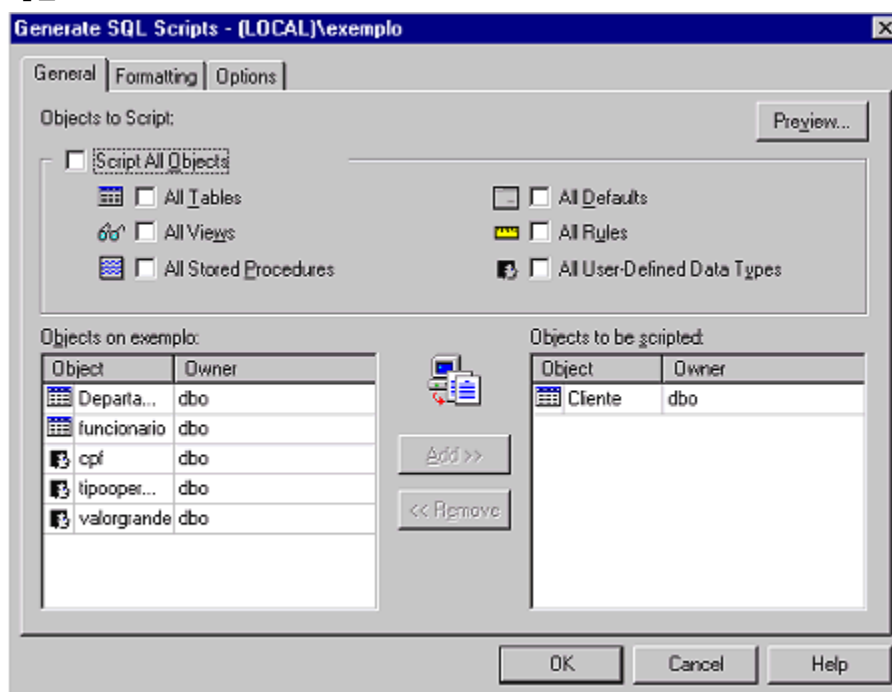 Generate SQL Scripts - (LOCAL)\exemplo
General Formatting Options
Objects to Script:
Preview...
Script All Objects
All Tables All Defaults
All Views All Rules
All Stored Procedures All User-Defined Data Types
Objects on exemplo: Objects to be scripted:
Object Owner Object Owner
Departa... dbo Cliente dbo
funcionario dbo
cpf dbo Add >>
tipooper... dbo
valorgrande dbo << Remove
OK Cancel Help